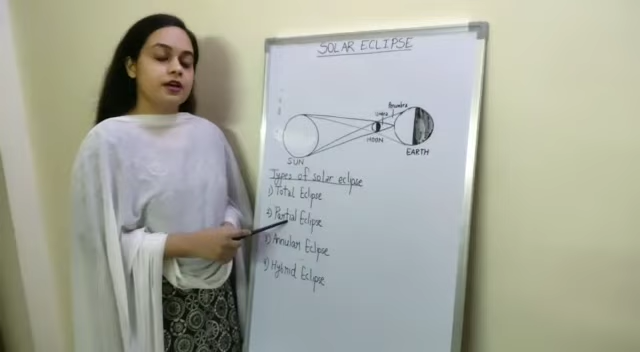 SOLAR ECLIPSE
Umbra
MOON
SUN
EARTH
Types of solar eclipse
1) Total Eclipse
2) Partial Eclipse
3) Annular Eclipse
4) Hybrid Eclipse